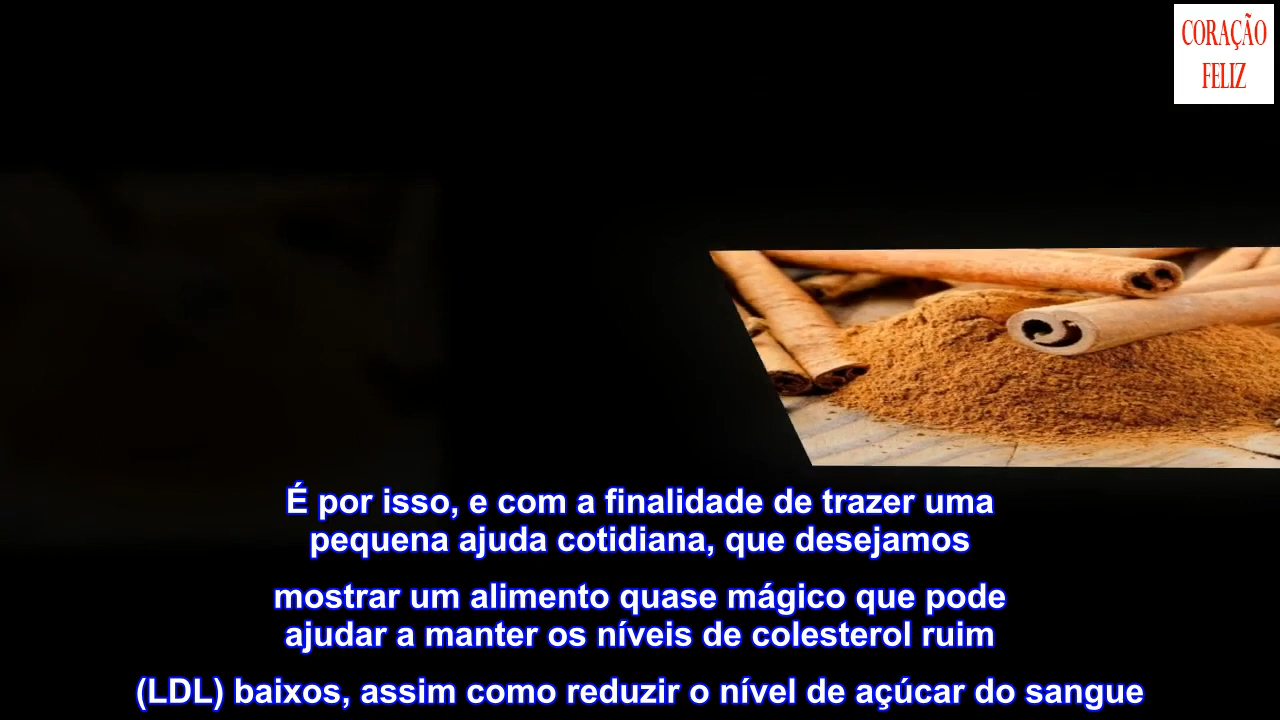 CORAÇÃO
FELIZ
É por isso, e com a finalidade de trazer uma
pequena ajuda cotidiana, que desejamos
mostrar um alimento quase mágico que pode
ajudar a manter os níveis de colesterol ruim
(LDL) baixos, assim como reduzir o nível de açúcar do sangue